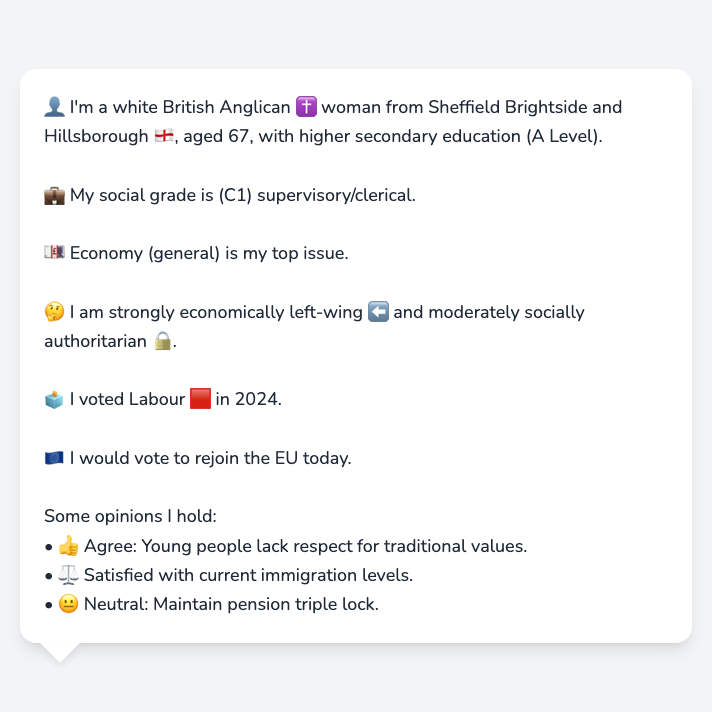 👤 I'm a white British Anglican ✝️ woman from Sheffield Brightside and
Hillsborough 🏴󠁧󠁢󠁥󠁮󠁧󠁿, aged 67, with higher secondary education (A Level).
💼 My social grade is (C1) supervisory/clerical.
💷 Economy (general) is my top issue.
🤔 I am strongly economically left-wing ⬅️ and moderately socially
authoritarian 🔒.
🗳️ I voted Labour 🟥 in 2024.
🇪🇺 I would vote to rejoin the EU today.
Some opinions I hold:
• 👍 Agree: Young people lack respect for traditional values.
• ⚖️ Satisfied with current immigration levels.
• 😐 Neutral: Maintain pension triple lock.